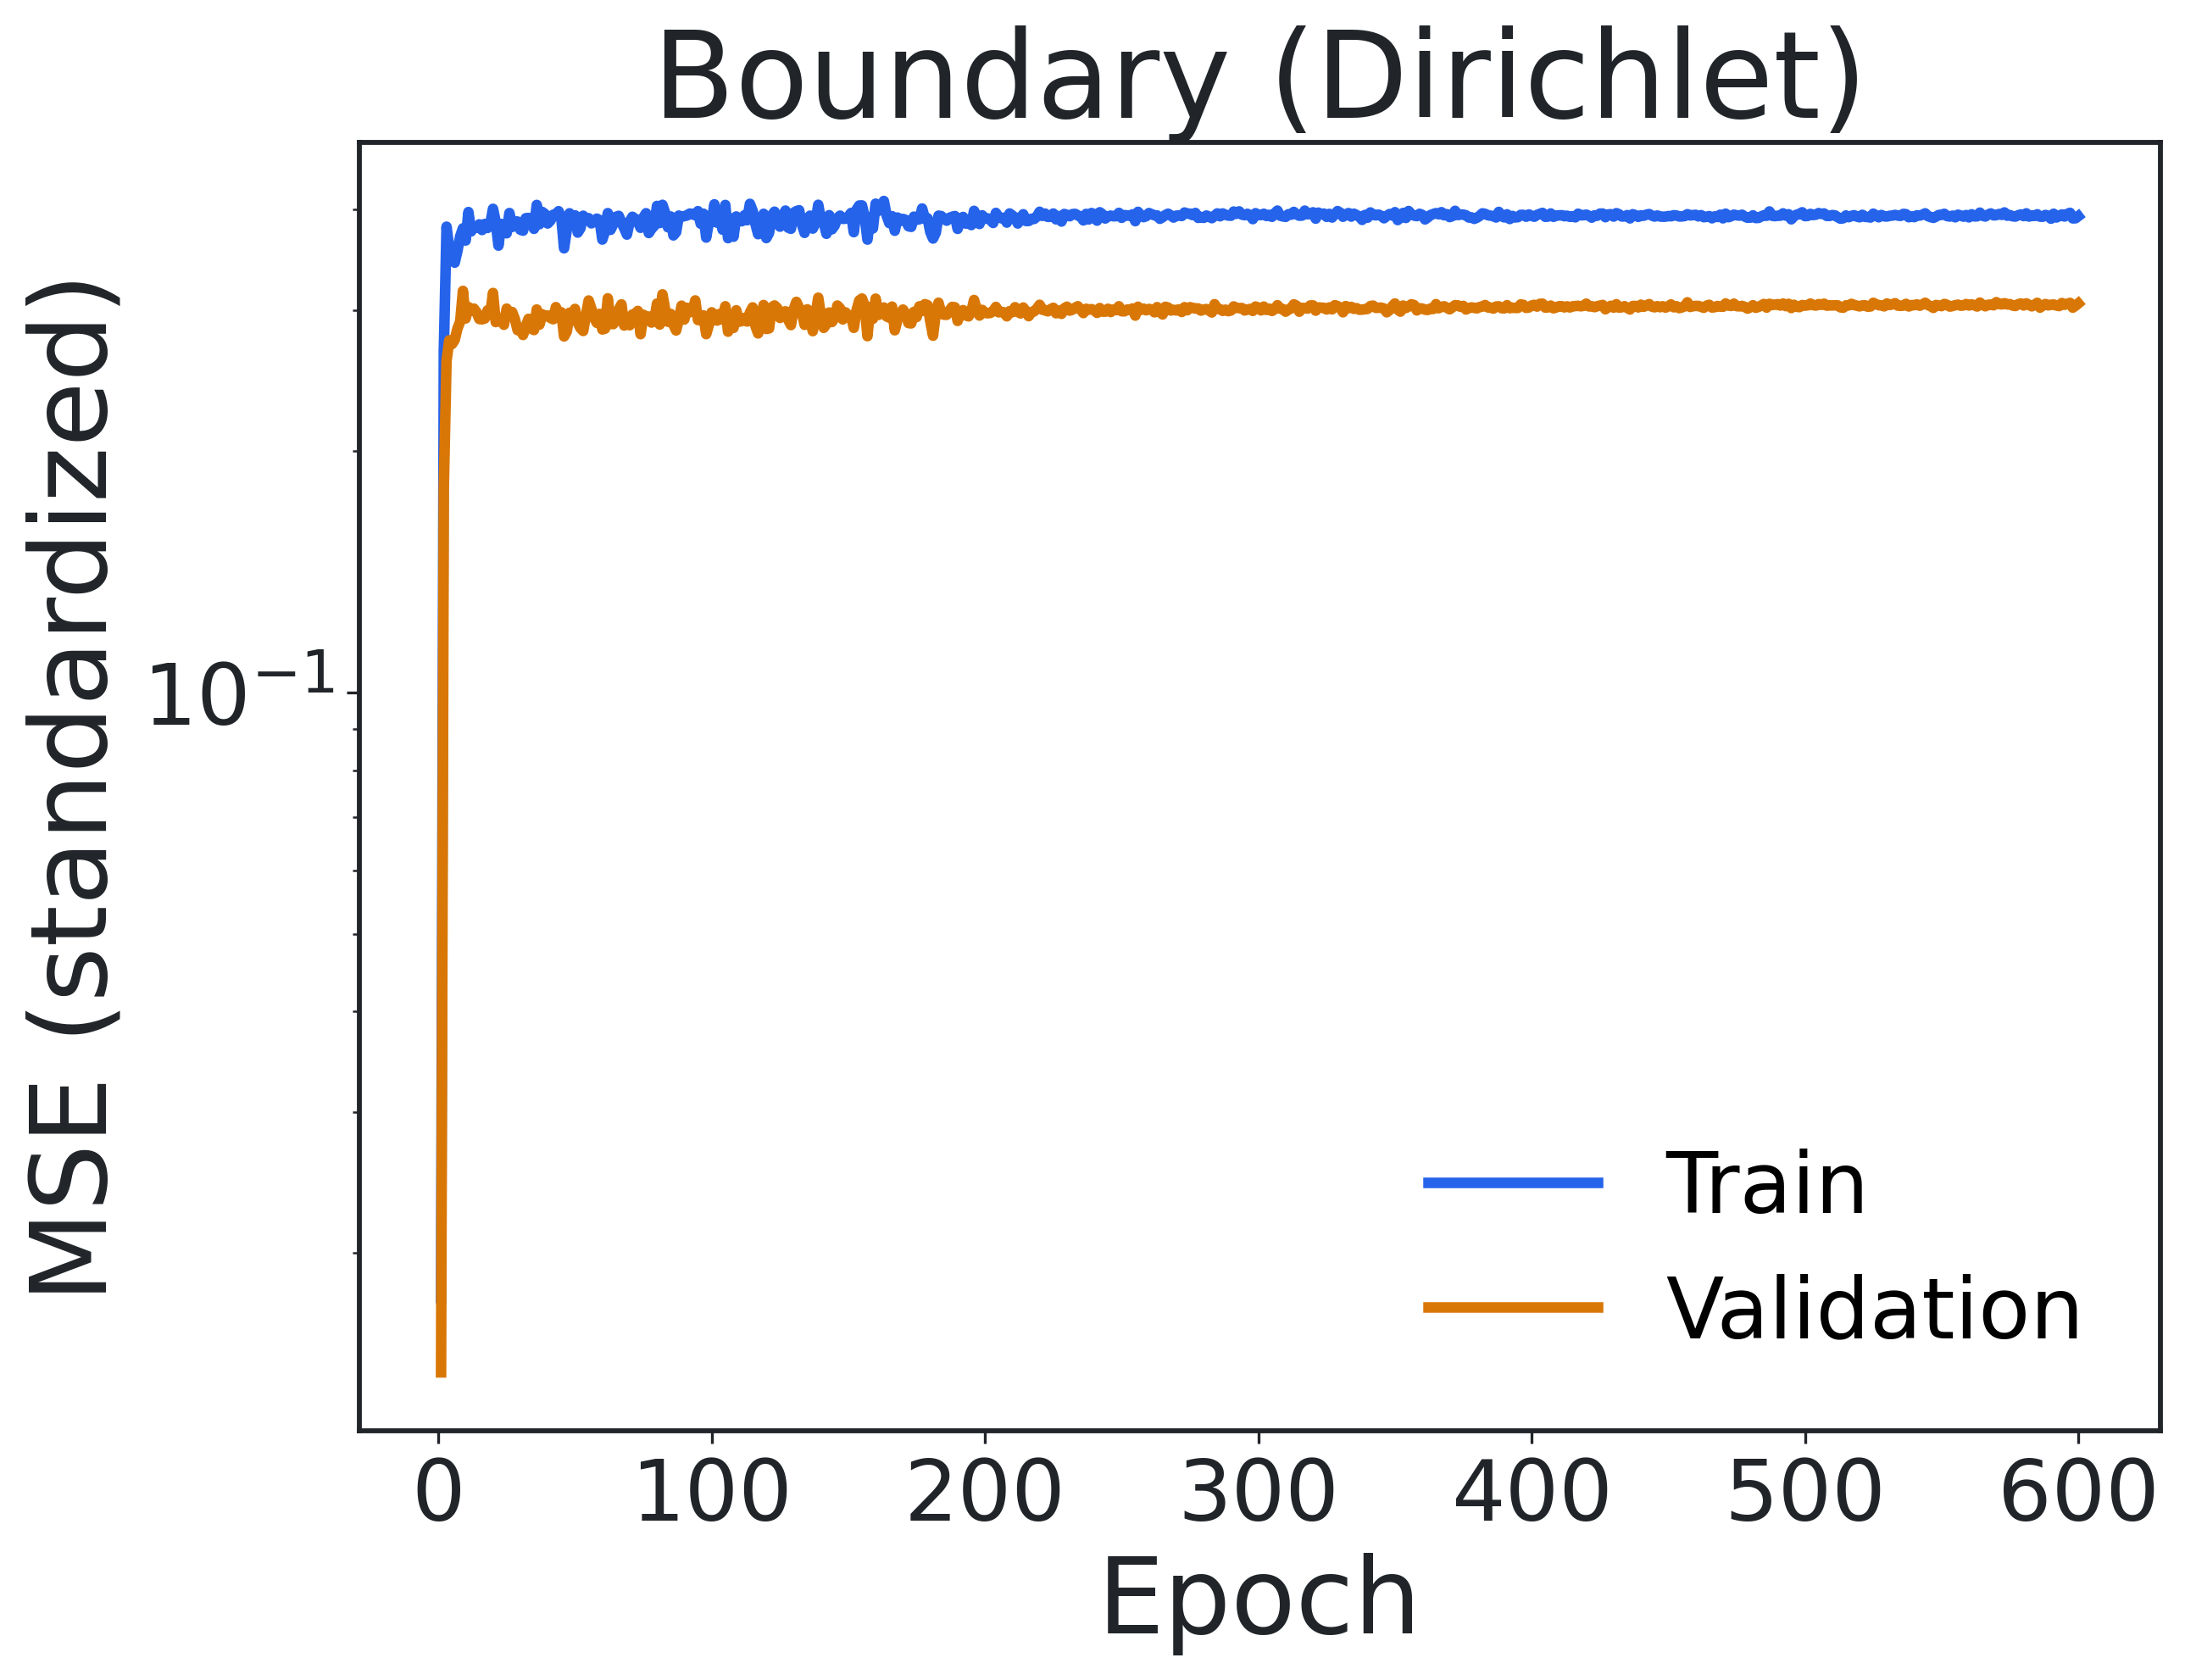 Boundary (Dirichlet)
MSE (standardized)
10⁻¹
Train
Validation
0 100 200 300 400 500 600
Epoch